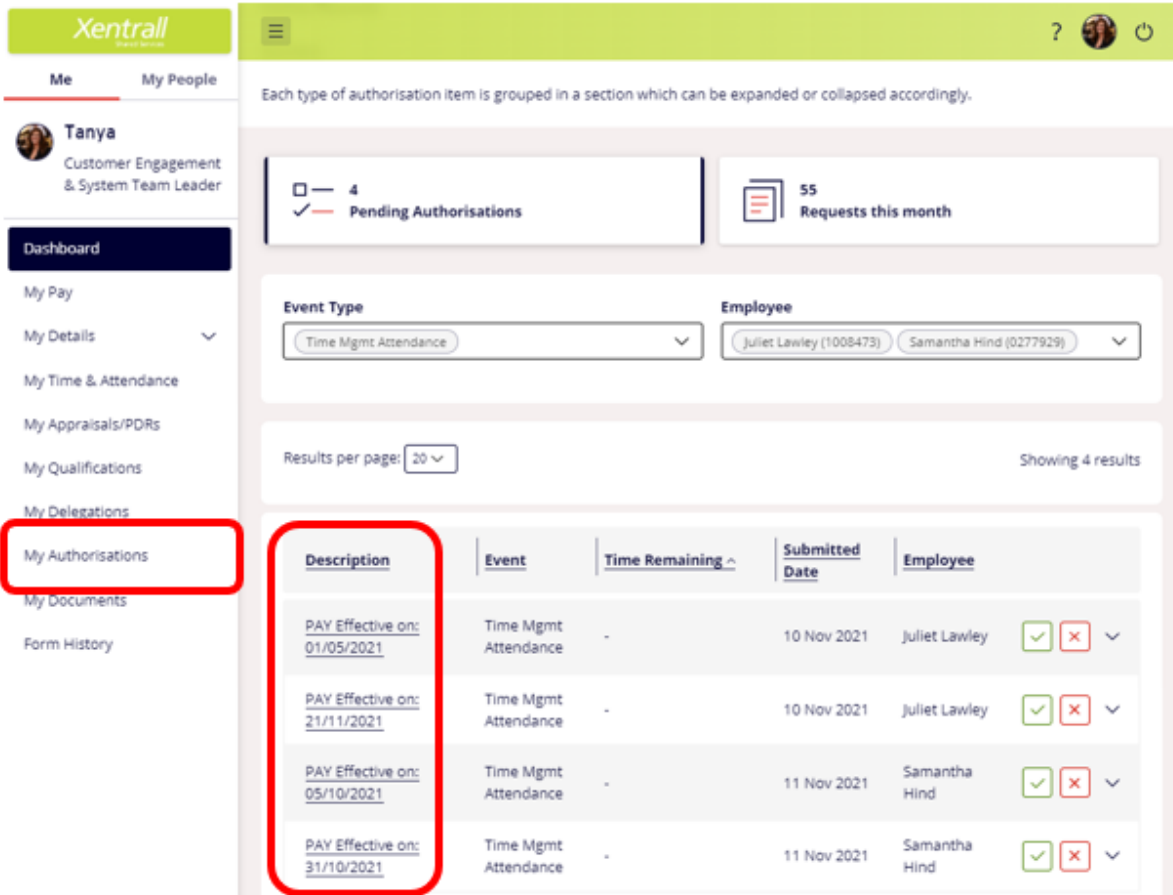 Xentrall
Shared Services
Me
My People
Tanya
Customer Engagement
& System Team Leader
Dashboard
My Pay
My Details
My Time & Attendance
My Appraisals/PDRs
My Qualifications
My Delegations
My Authorisations
My Documents
Form History
?
Each type of authorisation item is grouped in a section which can be expanded or collapsed accordingly.
4
Pending Authorisations
55
Requests this month
Event Type
Time Mgmt Attendance
Employee
Juliet Lawley (1008473)
Samantha Hind (0277929)
Results per page: 20
Showing 4 results
Description
Event
Time Remaining
Submitted
Date
Employee
PAY Effective on:
01/05/2021
Time Mgmt
Attendance
-
10 Nov 2021
Juliet Lawley
PAY Effective on:
21/11/2021
Time Mgmt
Attendance
-
10 Nov 2021
Juliet Lawley
PAY Effective on:
05/10/2021
Time Mgmt
Attendance
-
11 Nov 2021
Samantha
Hind
PAY Effective on:
31/10/2021
Time Mgmt
Attendance
-
11 Nov 2021
Samantha
Hind